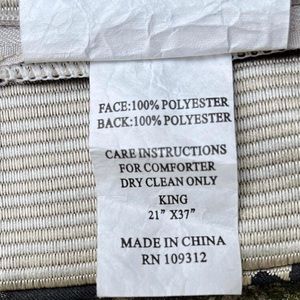 FACE:100% POLYESTER
BACK:100% POLYESTER
CARE INSTRUCTIONS
FOR COMFORTER
DRY CLEAN ONLY
KING
21” X37”
MADE IN CHINA
RN 109312